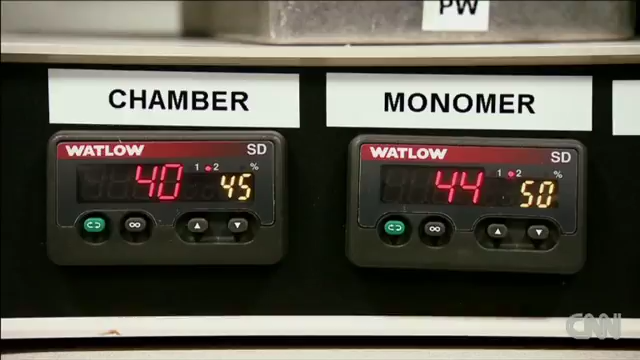 PW
CHAMBER
MONOMER
WATLOW SD
1 2 %
40 45
WATLOW SD
1 2 %
44 50
CNN